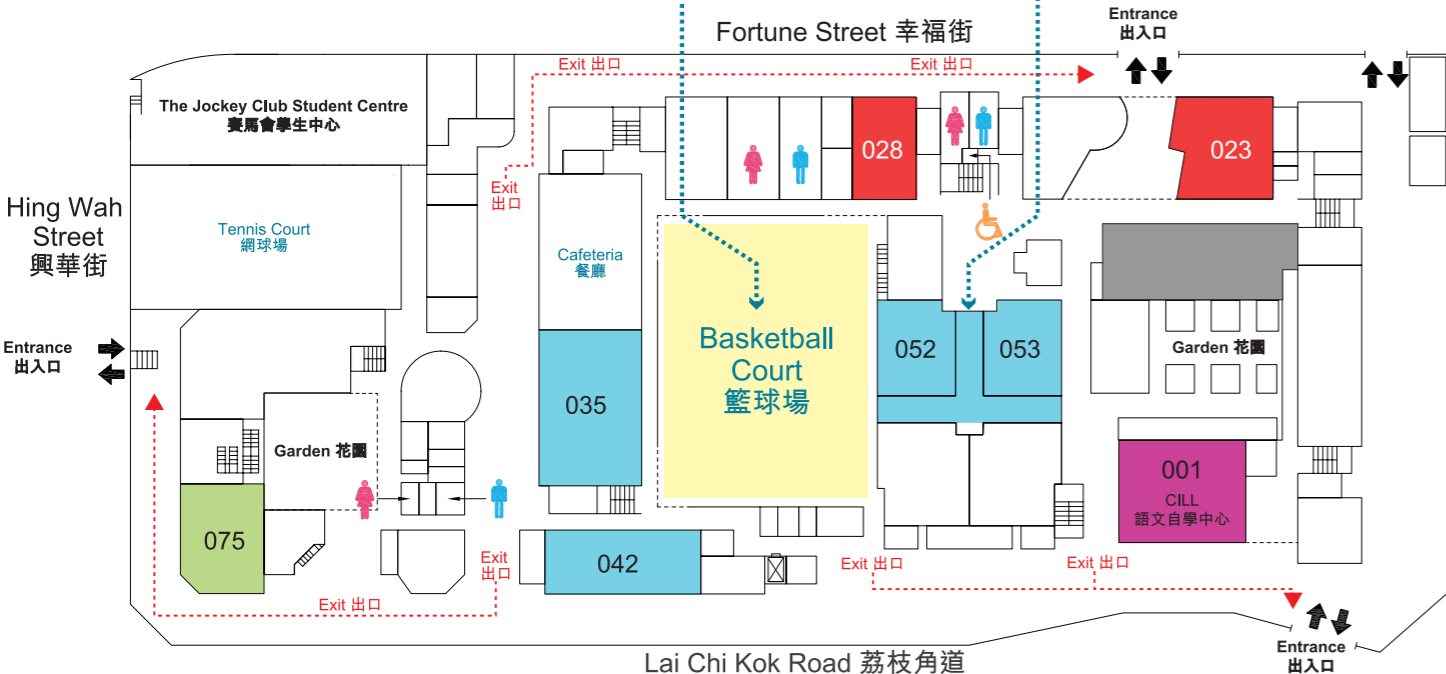 Fortune Street 幸福街
Entrance
出入口
Exit 出口
Exit 出口
The Jockey Club Student Centre
賽馬會學生中心
028
023
Exit
出口
Hing Wah
Street
興華街
Tennis Court
網球場
Cafeteria
餐廳
Basketball
Court
籃球場
052
053
Garden 花園
Entrance
出入口
035
Garden 花園
001
CILL
語文自學中心
075
042
Exit
出口
Exit 出口
Exit 出口
Exit 出口
Entrance
出入口
Lai Chi Kok Road 荔枝角道